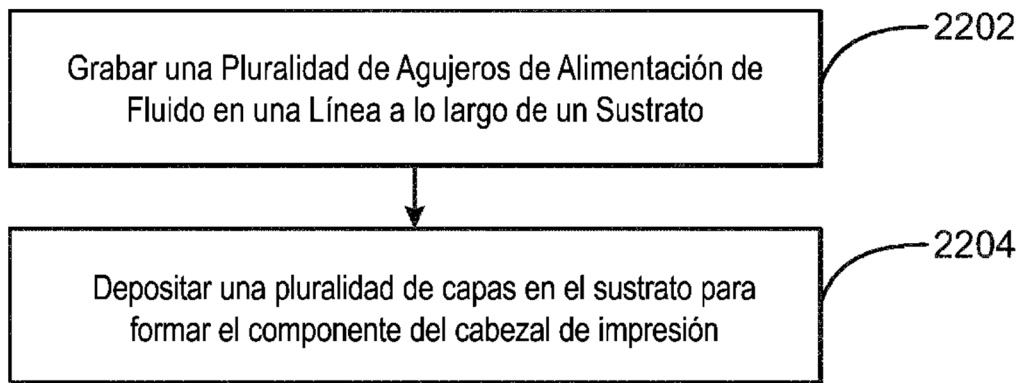 Grabar una Pluralidad de Agujeros de Alimentación de
Fluido en una Línea a lo largo de un Sustrato
2202
Depositar una pluralidad de capas en el sustrato para
formar el componente del cabezal de impresión
2204